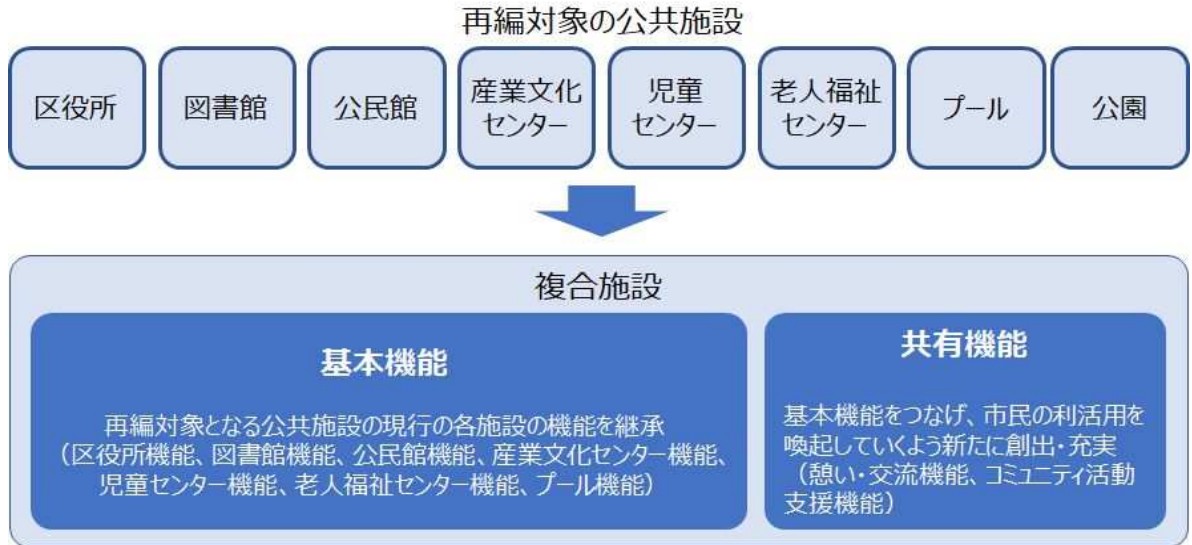 再編対象の公共施設
区役所
図書館
公民館
産業文化
センター
児童
センター
老人福祉
センター
プール
公園
複合施設
基本機能
再編対象となる公共施設の現行の各施設の機能を継承
（区役所機能、図書館機能、公民館機能、産業文化センター機能、
児童センター機能、老人福祉センター機能、プール機能）
共有機能
基本機能をつなげ、市民の利活用を
喚起していくよう新たに創出・充実
（憩い・交流機能、コミュニティ活動
支援機能）